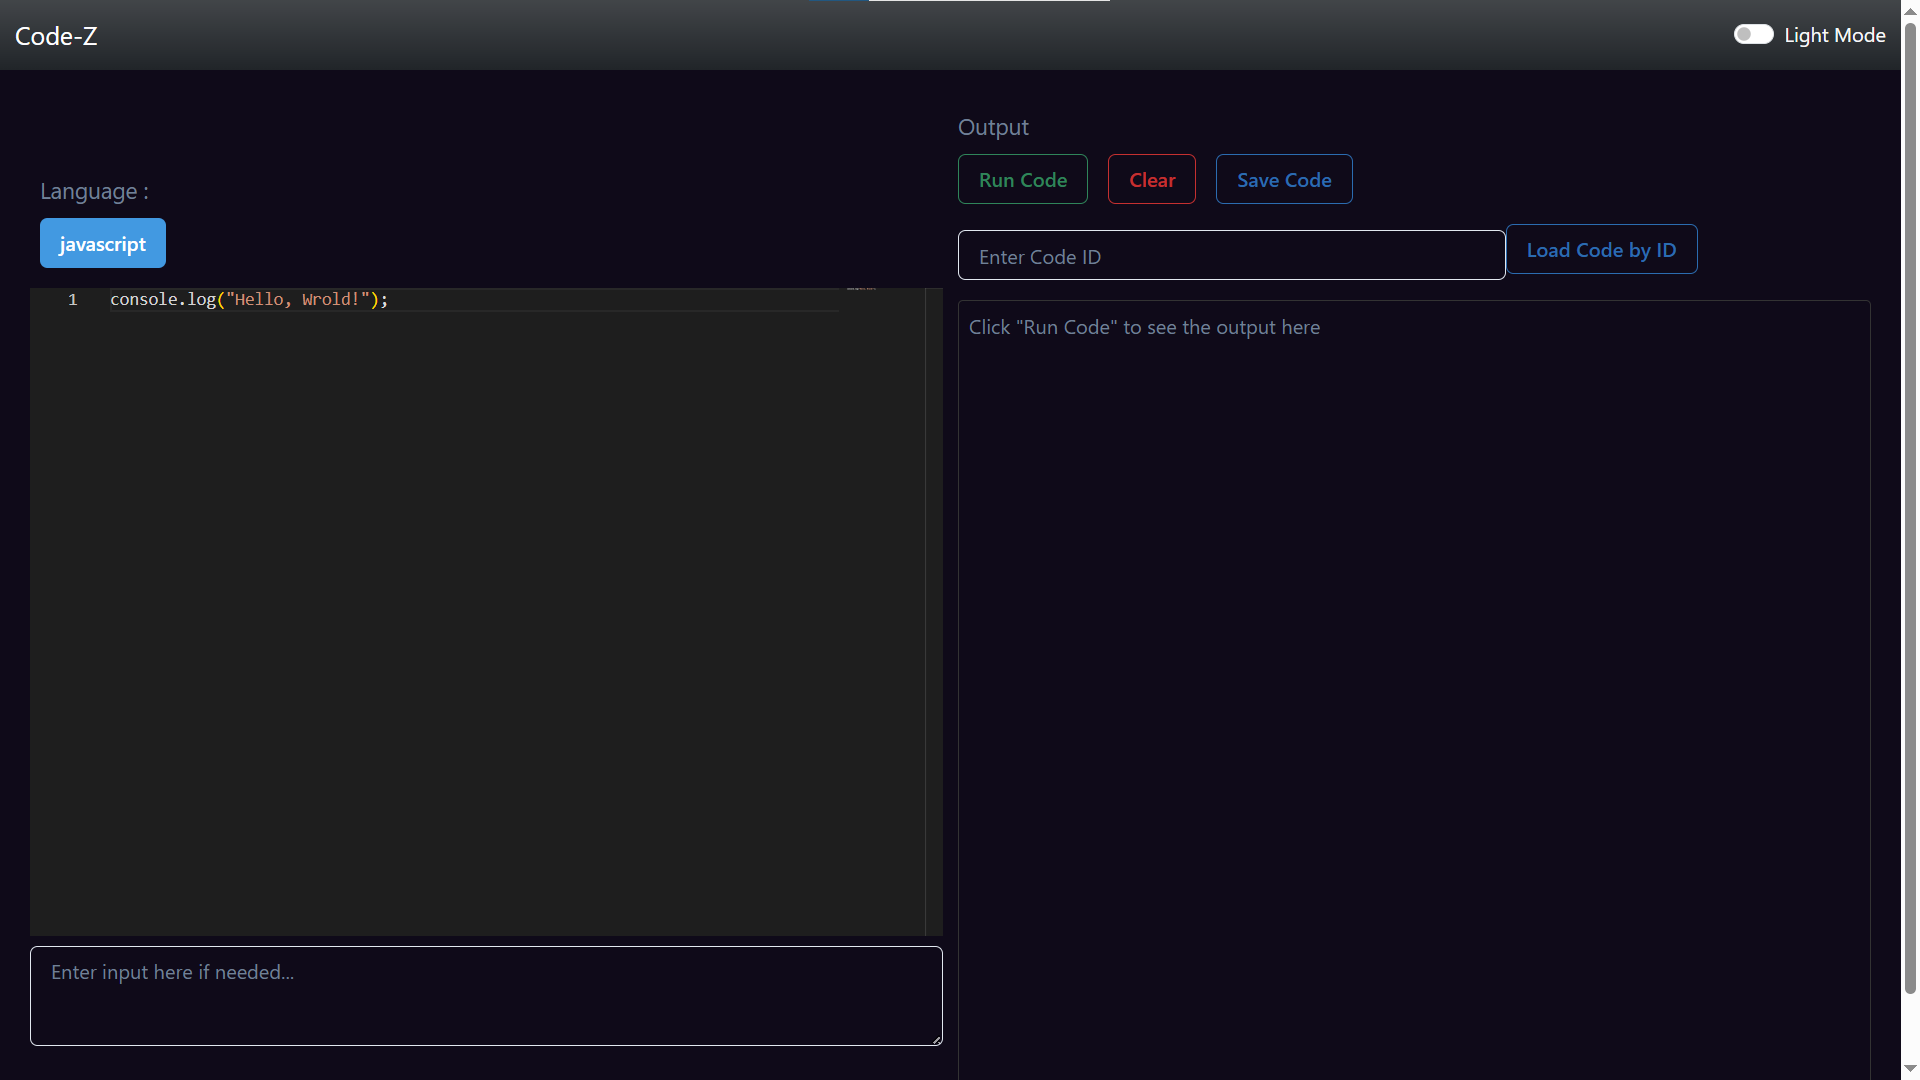 Code-Z
Light Mode
Language :
javascript
1 console.log("Hello, Wrold!");
Enter input here if needed...
Output
Run Code Clear Save Code
Enter Code ID Load Code by ID
Click "Run Code" to see the output here